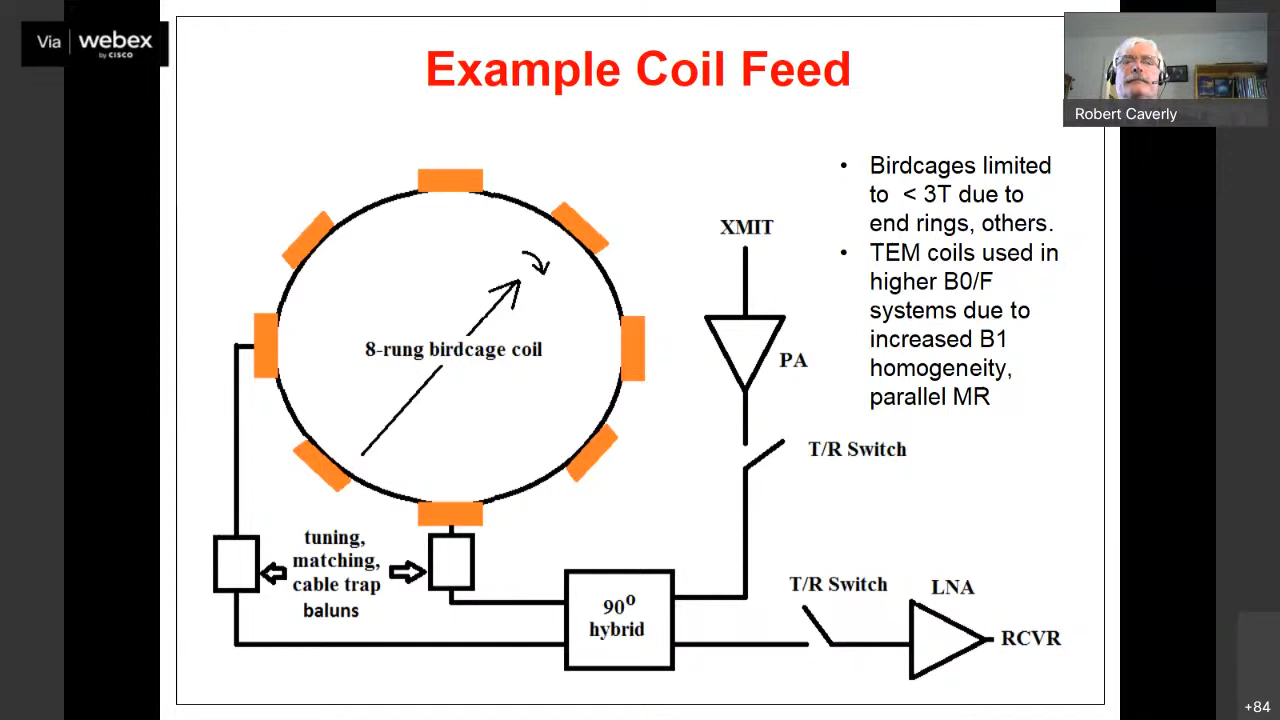 Via webex
by CISCO
Example Coil Feed
Robert Caverly
• Birdcages limited
to < 3T due to
end rings, others.
• TEM coils used in
higher B0/F
systems due to
increased B1
homogeneity,
parallel MR
XMIT
PA
T/R Switch
8-rung birdcage coil
tuning,
matching,
cable trap
baluns
90o
hybrid
T/R Switch
LNA
RCVR
+84